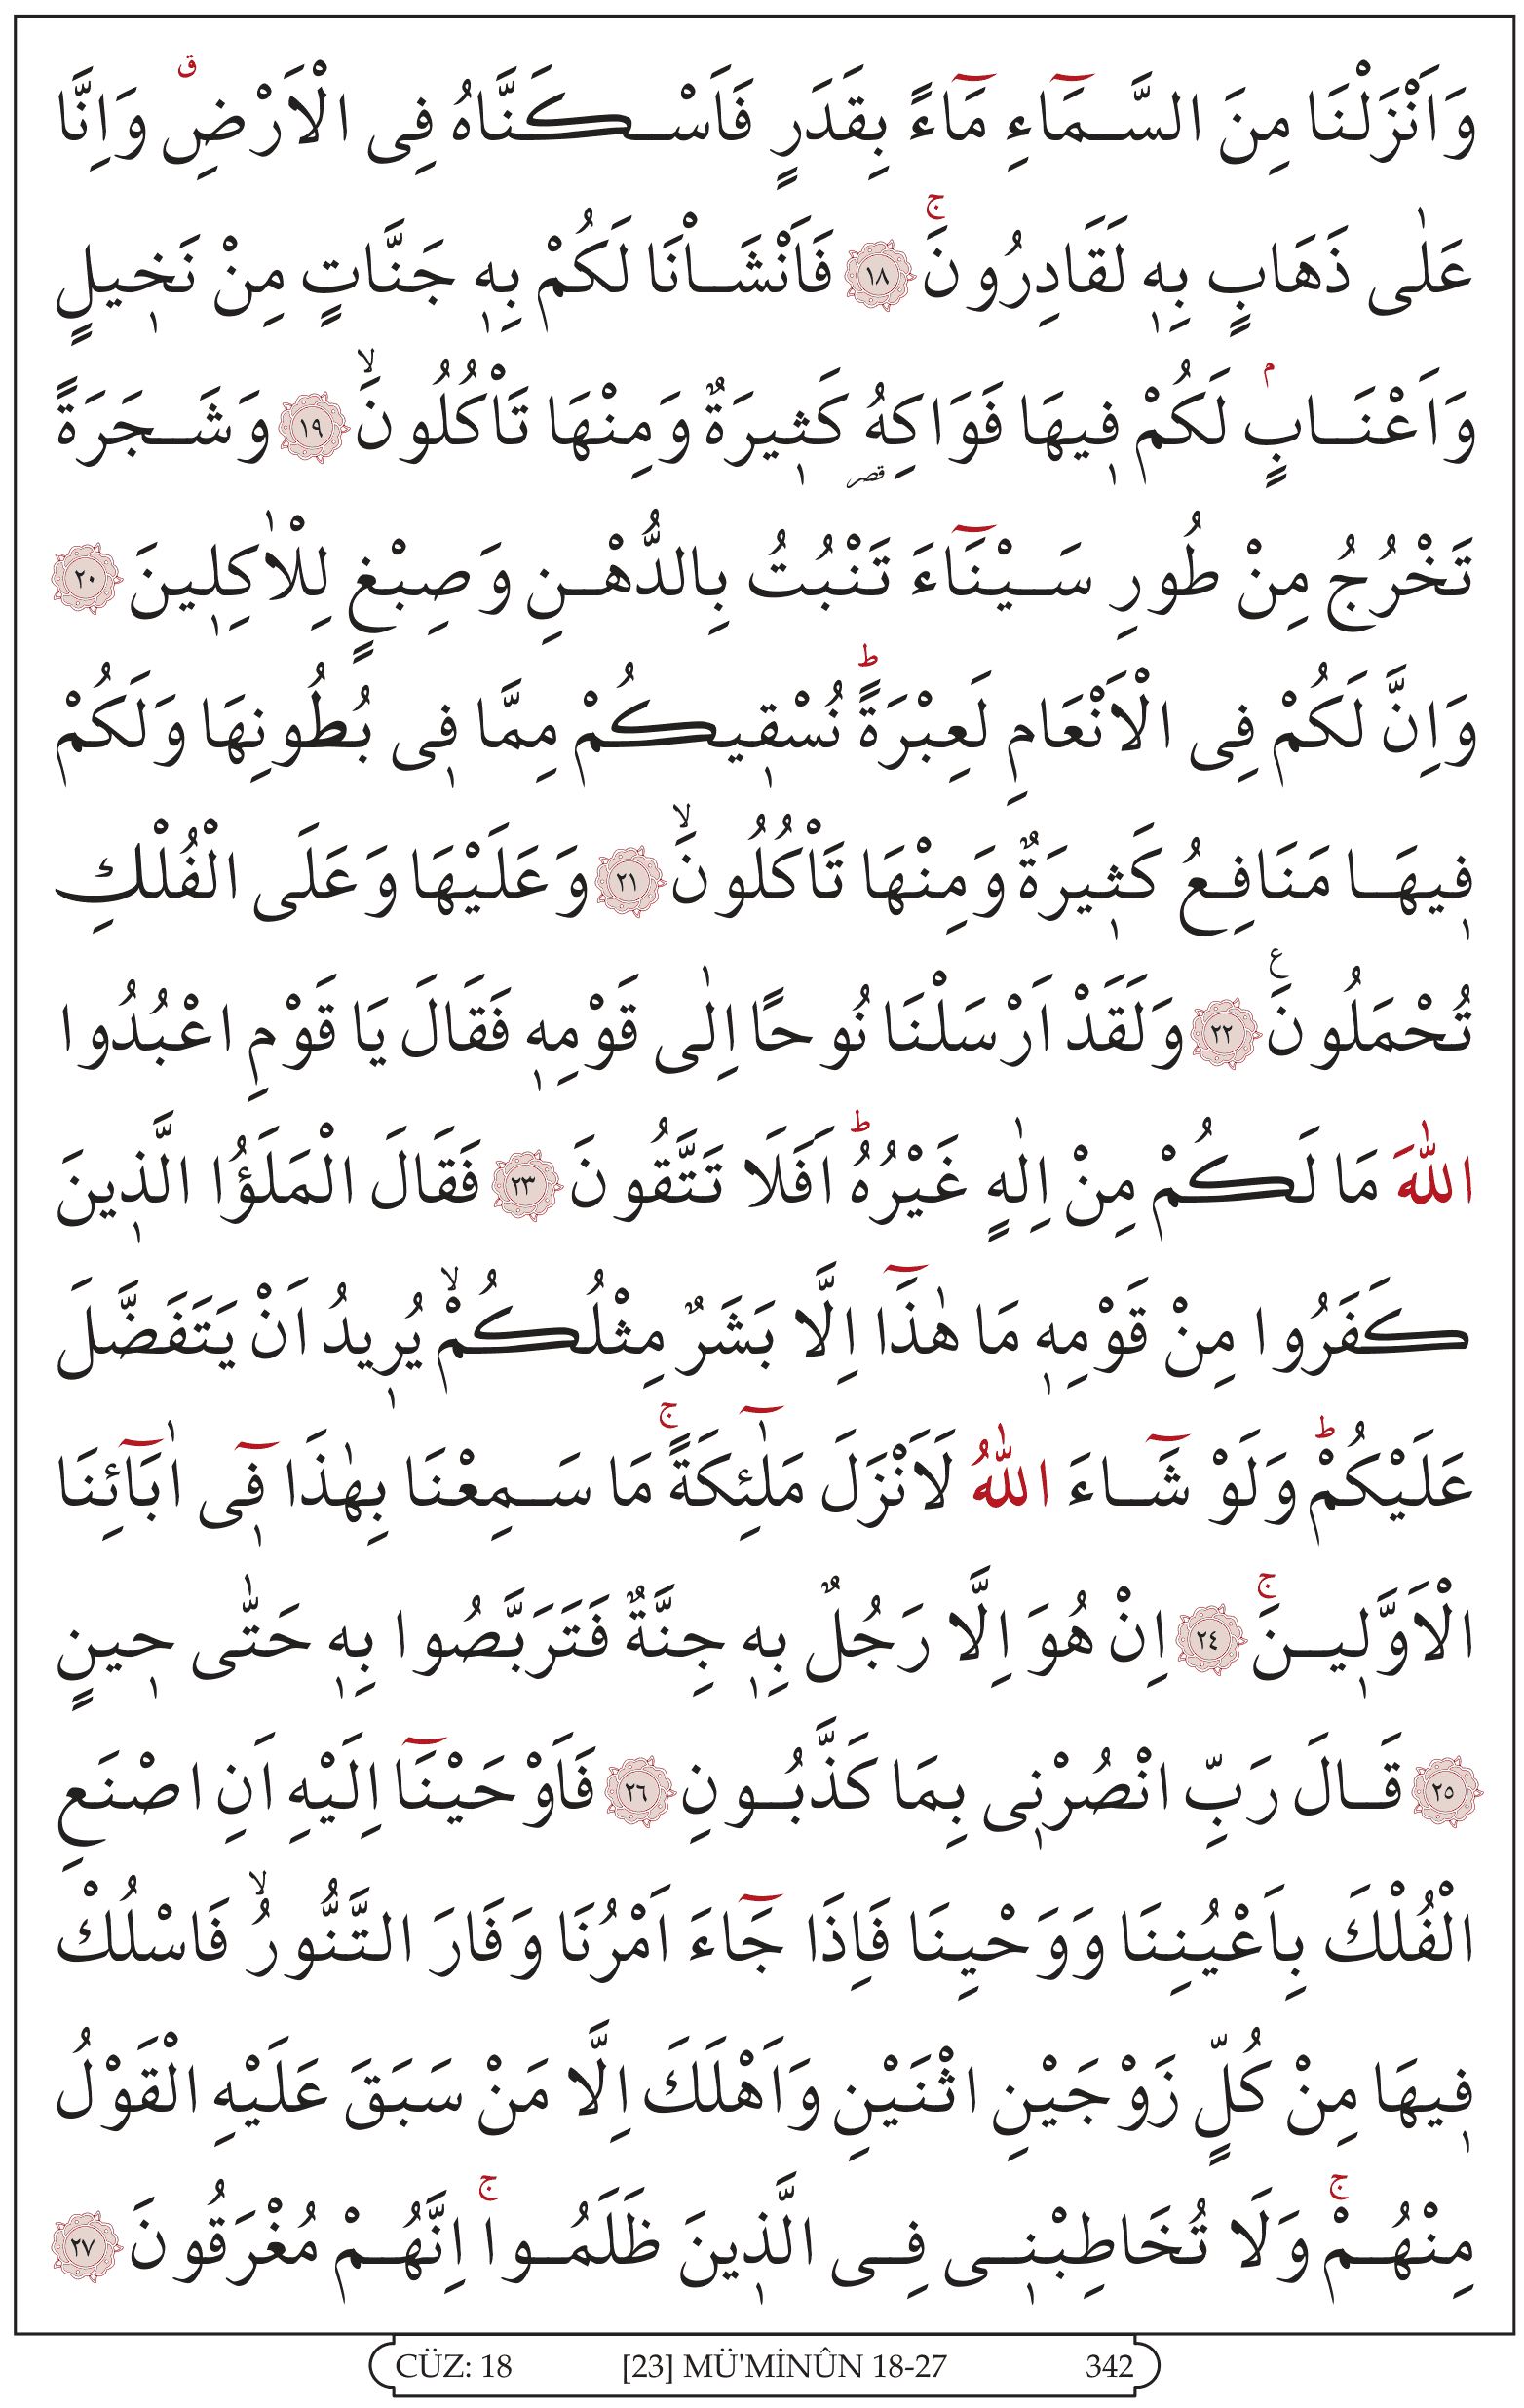 وَاَنْزَلْنَا مِنَ السَّمَٓاءِ مَٓاءً بِقَدَرٍ فَاَسْكَنَّاهُ فِى الْاَرْضِۗ وَاِنَّا
عَلٰى ذَهَابٍ بِه۪ لَقَادِرُونَۚ ﴿١٨﴾ فَاَنْشَاْنَا لَكُمْ بِه۪ جَنَّاتٍ مِنْ نَخ۪يلٍ
وَاَعْنَابٍۢ لَكُمْ ف۪يهَا فَوَاكِهُ كَث۪يرَةٌ وَمِنْهَا تَاْكُلُونَۙ ﴿١٩﴾ وَشَجَرَةً
تَخْرُجُ مِنْ طُورِ سَيْنَٓاءَ تَنْبُتُ بِالدُّهْنِ وَصِبْغٍ لِلْاٰكِل۪ينَ ﴿٢٠﴾
وَاِنَّ لَكُمْ فِى الْاَنْعَامِ لَعِبْرَةًۜ نُسْق۪يكُمْ مِمَّا ف۪ى بُطُونِهَا وَلَكُمْ
ف۪يهَا مَنَافِعُ كَث۪يرَةٌ وَمِنْهَا تَاْكُلُونَۙ ﴿٢١﴾ وَعَلَيْهَا وَعَلَى الْفُلْكِ
تُحْمَلُونَ۟ ﴿٢٢﴾ وَلَقَدْ اَرْسَلْنَا نُوحًا اِلٰى قَوْمِه۪ فَقَالَ يَا قَوْمِ اعْبُدُوا
اللّٰهَ مَا لَكُمْ مِنْ اِلٰهٍ غَيْرُهُۜ اَفَلَا تَتَّقُونَ ﴿٢٣﴾ فَقَالَ الْمَلَؤُا الَّذ۪ينَ
كَفَرُوا مِنْ قَوْمِه۪ مَا هٰذَٓا اِلَّا بَشَرٌ مِثْلُكُمْۙ يُر۪يدُ اَنْ يَتَفَضَّلَ
عَلَيْكُمْۜ وَلَوْ شَٓاءَ اللّٰهُ لَاَنْزَلَ مَلٰٓئِكَةًۚ مَا سَمِعْنَا بِهٰذَا ف۪ٓى اٰبَٓائِنَا
الْاَوَّل۪ينَۚ ﴿٢٤﴾ اِنْ هُوَ اِلَّا رَجُلٌ بِه۪ جِنَّةٌ فَتَرَبَّصُوا بِه۪ حَتّٰى ح۪ينٍ
﴿٢٥﴾ قَالَ رَبِّ انْصُرْن۪ى بِمَا كَذَّبُونِ ﴿٢٦﴾ فَاَوْحَيْنَٓا اِلَيْهِ اَنِ اصْنَعِ
الْفُلْكَ بِاَعْيُنِنَا وَوَحْيِنَا فَاِذَا جَٓاءَ اَمْرُنَا وَفَارَ التَّنُّورُۙ فَاسْلُكْ
ف۪يهَا مِنْ كُلٍّ زَوْجَيْنِ اثْنَيْنِ وَاَهْلَكَ اِلَّا مَنْ سَبَقَ عَلَيْهِ الْقَوْلُ
مِنْهُمْۚ وَلَا تُخَاطِبْن۪ى فِى الَّذ۪ينَ ظَلَمُواۚ اِنَّهُمْ مُغْرَقُونَ ﴿٢٧﴾
CÜZ: 18 [23] MÜ'MİNÛN 18-27 342